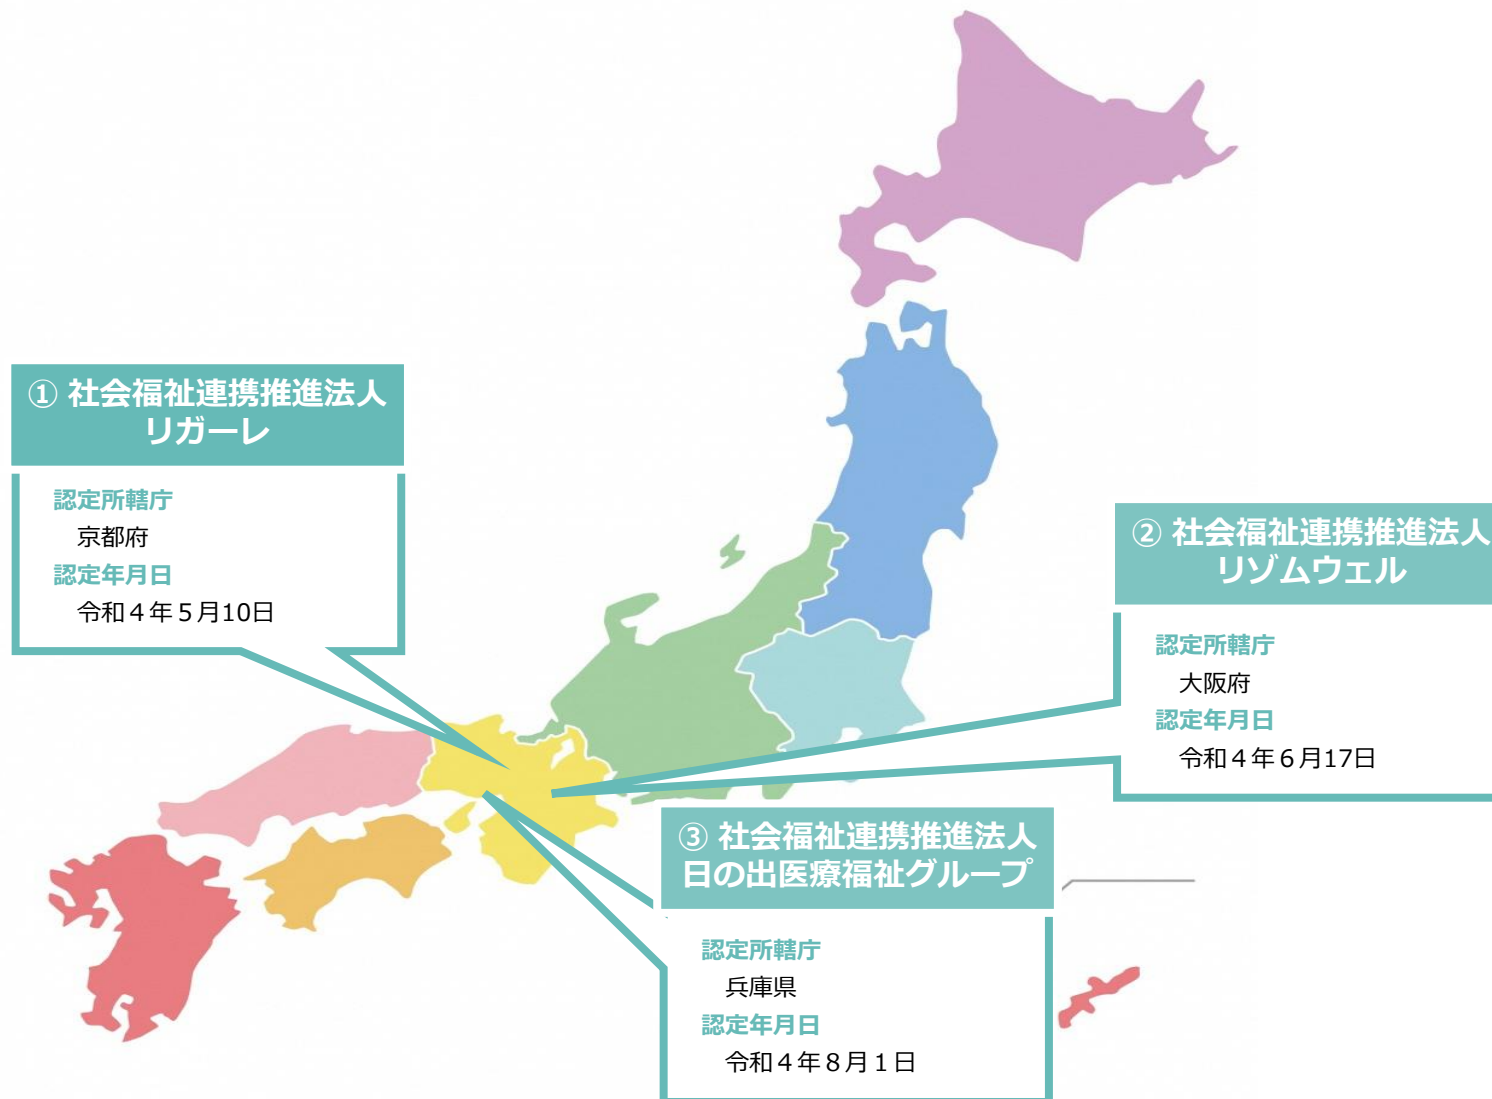 ① 社会福祉連携推進法人
リガーレ
認定所轄庁
京都府
認定年月日
令和４年５月10日
② 社会福祉連携推進法人
リゾムウェル
認定所轄庁
大阪府
認定年月日
令和４年６月17日
③ 社会福祉連携推進法人
日の出医療福祉グループ
認定所轄庁
兵庫県
認定年月日
令和４年８月１日